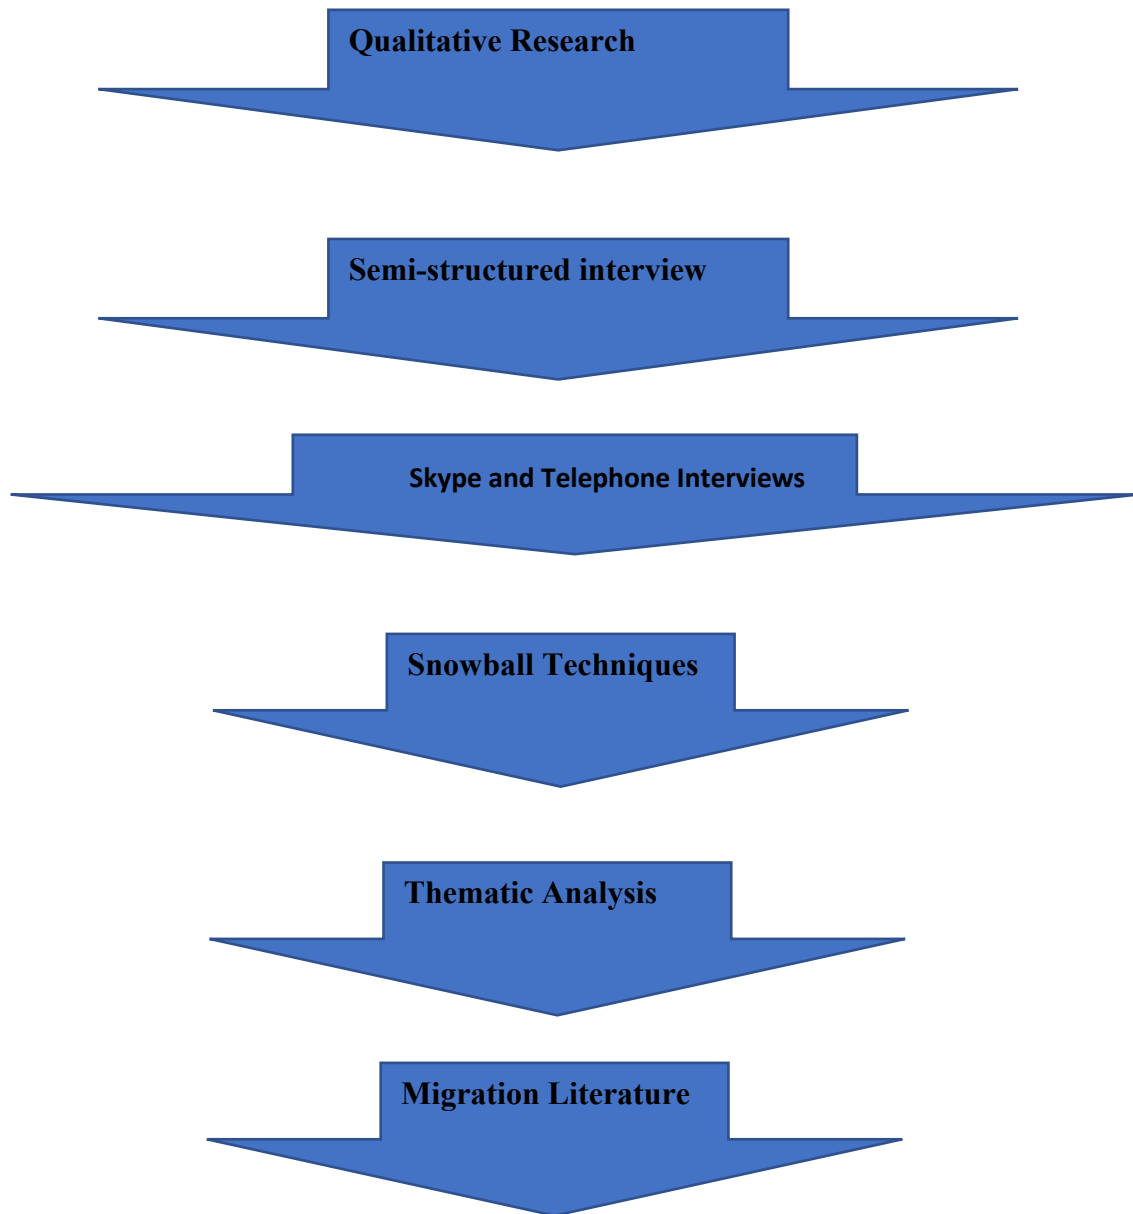 Qualitative Research
Semi-structured interview
Skype and Telephone Interviews
Snowball Techniques
Thematic Analysis
Migration Literature